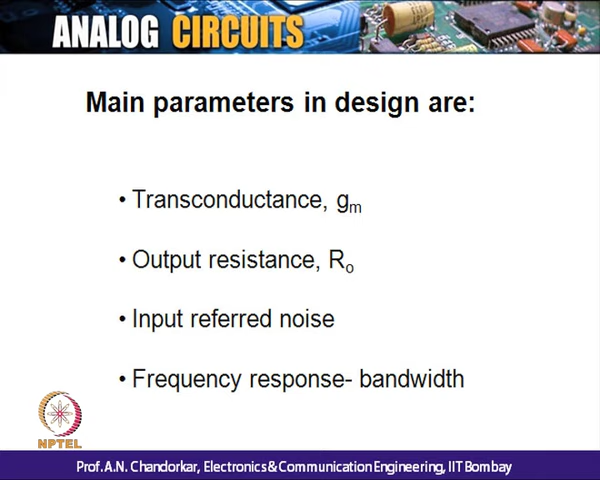 ANALOG CIRCUITS
Main parameters in design are:
• Transconductance, gm
• Output resistance, Ro
• Input referred noise
• Frequency response- bandwidth
NPTEL
Prof. A.N. Chandorkar, Electronics & Communication Engineering, IIT Bombay